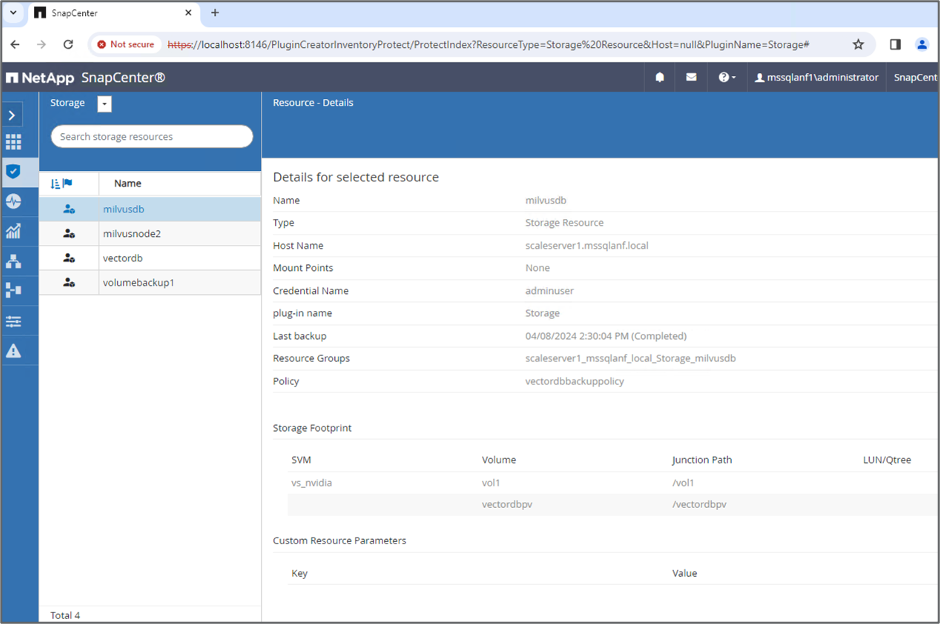 SnapCenter
Not secure https://localhost:8146/PluginCreatorInventoryProtect/ProtectIndex?ResourceType=Storage%20Resource&Host=null&PluginName=Storage#
NetApp SnapCenter®
mssqlanf1\administrator SnapCent
Storage
Resource - Details
Search storage resources
Name
milvusdb
milvusnode2
vectordb
volumebackup1
Total 4
Details for selected resource
Name milvusdb
Type Storage Resource
Host Name scaleserver1.mssqlanf.local
Mount Points None
Credential Name adminuser
plug-in name Storage
Last backup 04/08/2024 2:30:04 PM (Completed)
Resource Groups scaleserver1_mssqlanf_local_Storage_milvusdb
Policy vectordbbackuppolicy
Storage Footprint
SVM Volume Junction Path LUN/Qtree
vs_nvidia vol1 /vol1
vectordbpv /vectordbpv
Custom Resource Parameters
Key Value